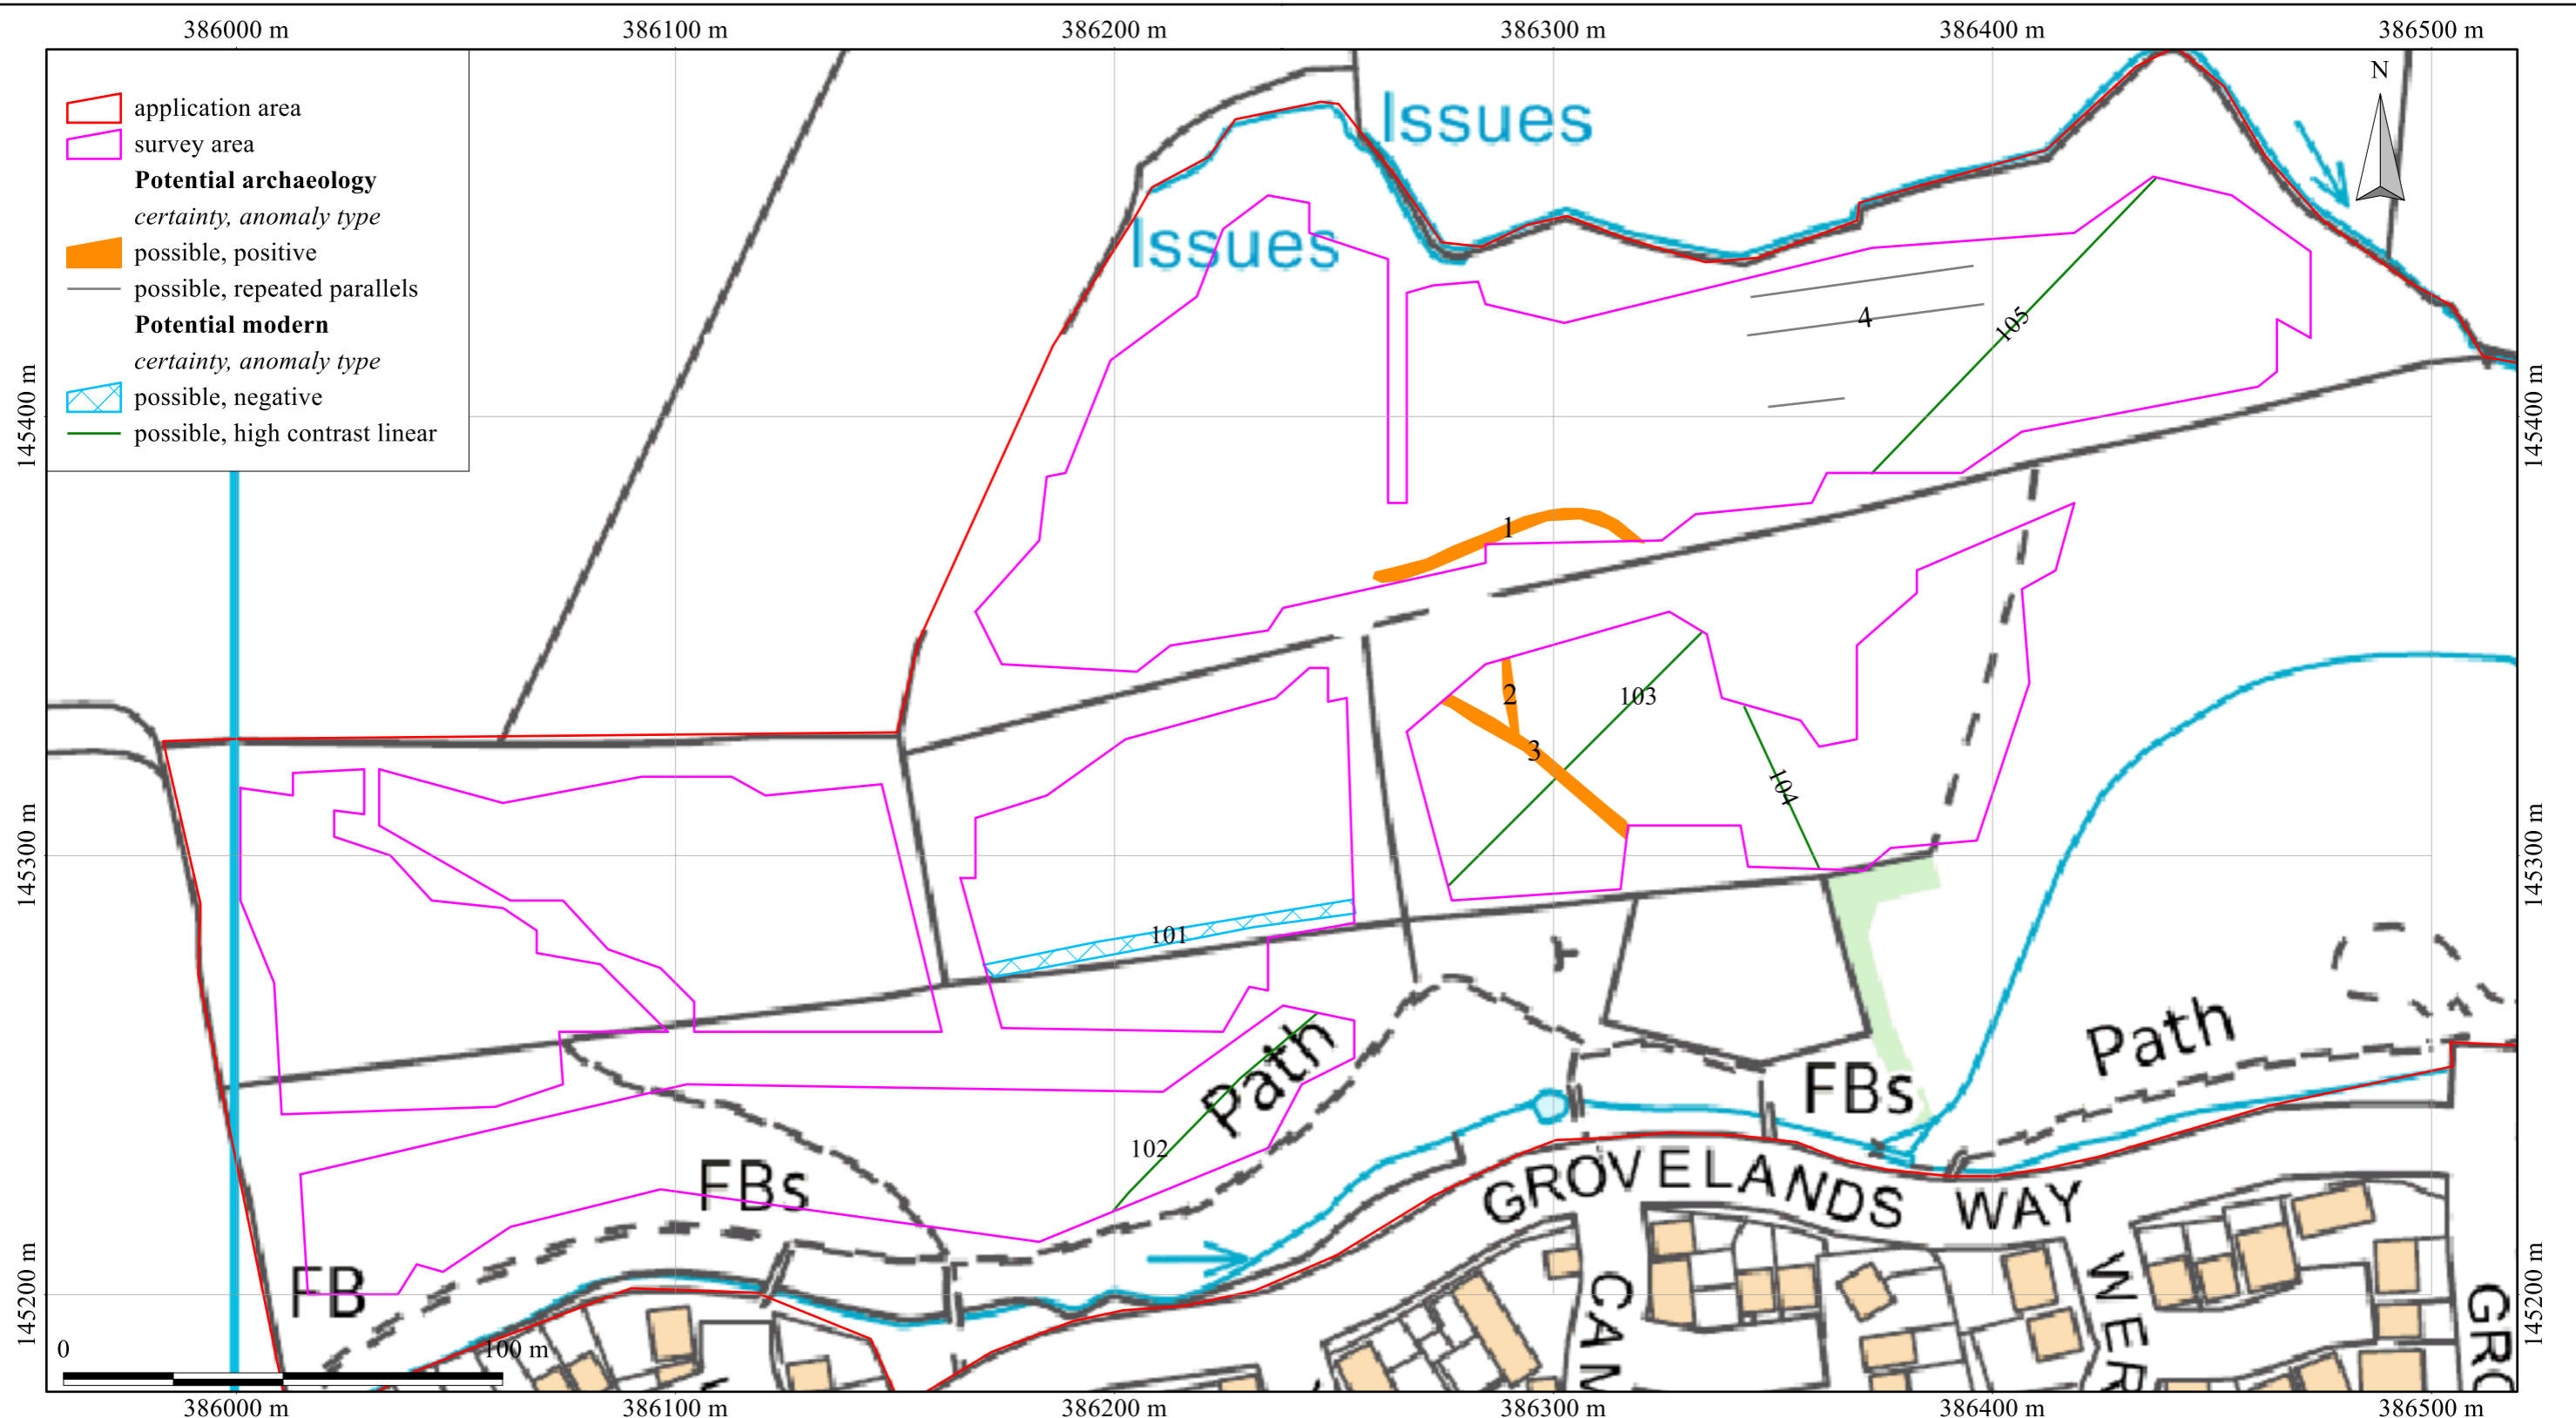 386000 m 386100 m 386200 m 386300 m 386400 m 386500 m
N
application area
survey area
Potential archaeology
certainty, anomaly type
possible, positive
possible, repeated parallels
Potential modern
certainty, anomaly type
possible, negative
possible, high contrast linear
Issues
Issues
4
105
145400 m 145400 m
1
2
103
3
104
145300 m 145300 m
101
Path
Path
102
FBs
FBs
GROVELANDS WAY
FB
145200 m 145200 m
CAM
WER
GRO
0 100 m
386000 m 386100 m 386200 m 386300 m 386400 m 386500 m